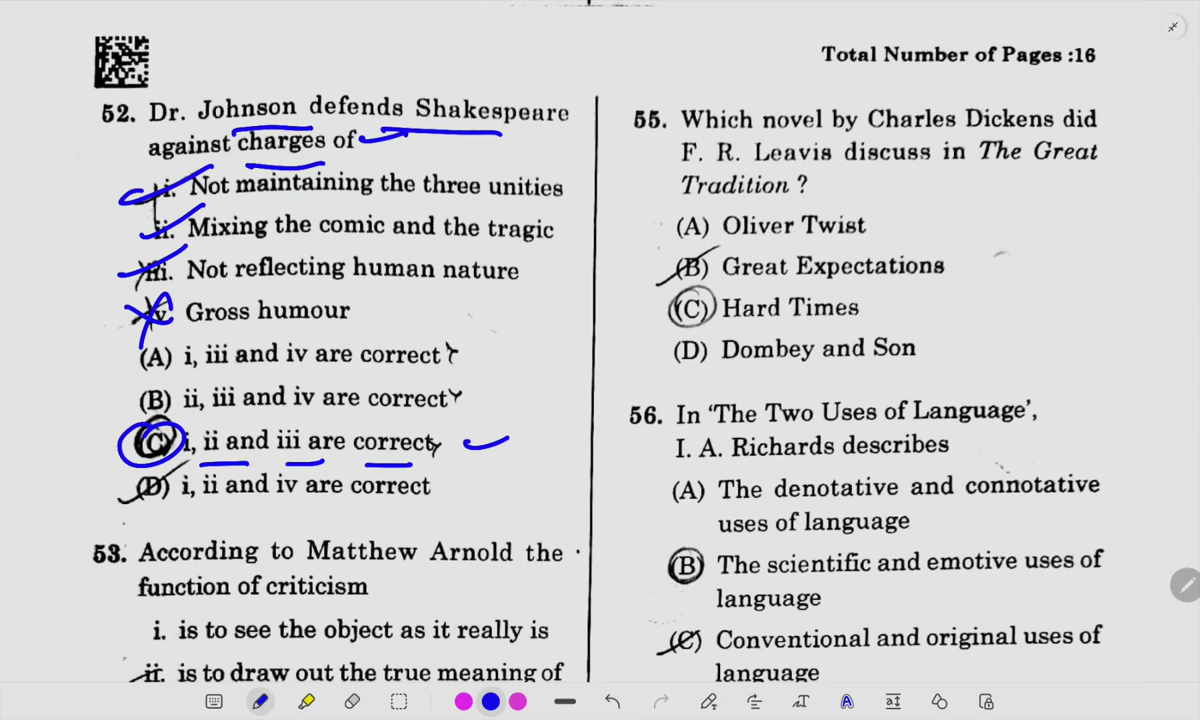 Total Number of Pages :16
52. Dr. Johnson defends Shakespeare
against charges of
i. Not maintaining the three unities
ii. Mixing the comic and the tragic
iii. Not reflecting human nature
iv. Gross humour
(A) i, iii and iv are correct
(B) ii, iii and iv are correct
(C) i, ii and iii are correct
(D) i, ii and iv are correct
53. According to Matthew Arnold the
function of criticism
i. is to see the object as it really is
ii. is to draw out the true meaning of
55. Which novel by Charles Dickens did
F. R. Leavis discuss in The Great
Tradition ?
(A) Oliver Twist
(B) Great Expectations
(C) Hard Times
(D) Dombey and Son
56. In ‘The Two Uses of Language’,
I. A. Richards describes
(A) The denotative and connotative
uses of language
(B) The scientific and emotive uses of
language
(C) Conventional and original uses of
language